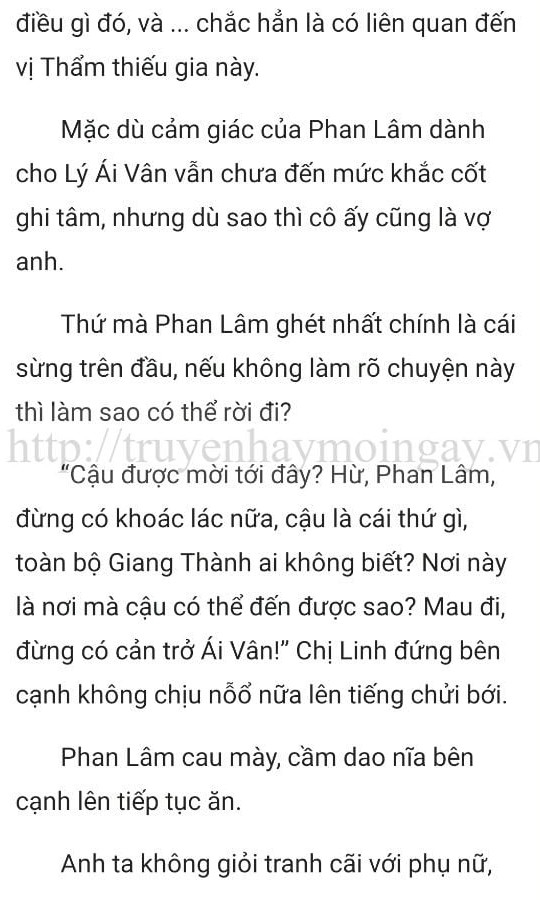 điều gì đó, và ... chắc hẳn là có liên quan đến
vị Thẩm thiếu gia này.
Mặc dù cảm giác của Phan Lâm dành
cho Lý Ái Vân vẫn chưa đến mức khắc cốt
ghi tâm, nhưng dù sao thì cô ấy cũng là vợ
anh.
Thứ mà Phan Lâm ghét nhất chính là cái
sừng trên đầu, nếu không làm rõ chuyện này
thì làm sao có thể rời đi?
http://truyenhaymoingay.vn
“Cậu được mời tới đây? Hừ, Phan Lâm,
đừng có khoác lác nữa, cậu là cái thứ gì,
toàn bộ Giang Thành ai không biết? Nơi này
là nơi mà cậu có thể đến được sao? Mau đi,
đừng có cản trở Ái Vân!” Chị Linh đứng bên
cạnh không chịu nỗổ nữa lên tiếng chửi bới.
Phan Lâm cau mày, cầm dao nĩa bên
cạnh lên tiếp tục ăn.
Anh ta không giỏi tranh cãi với phụ nữ,